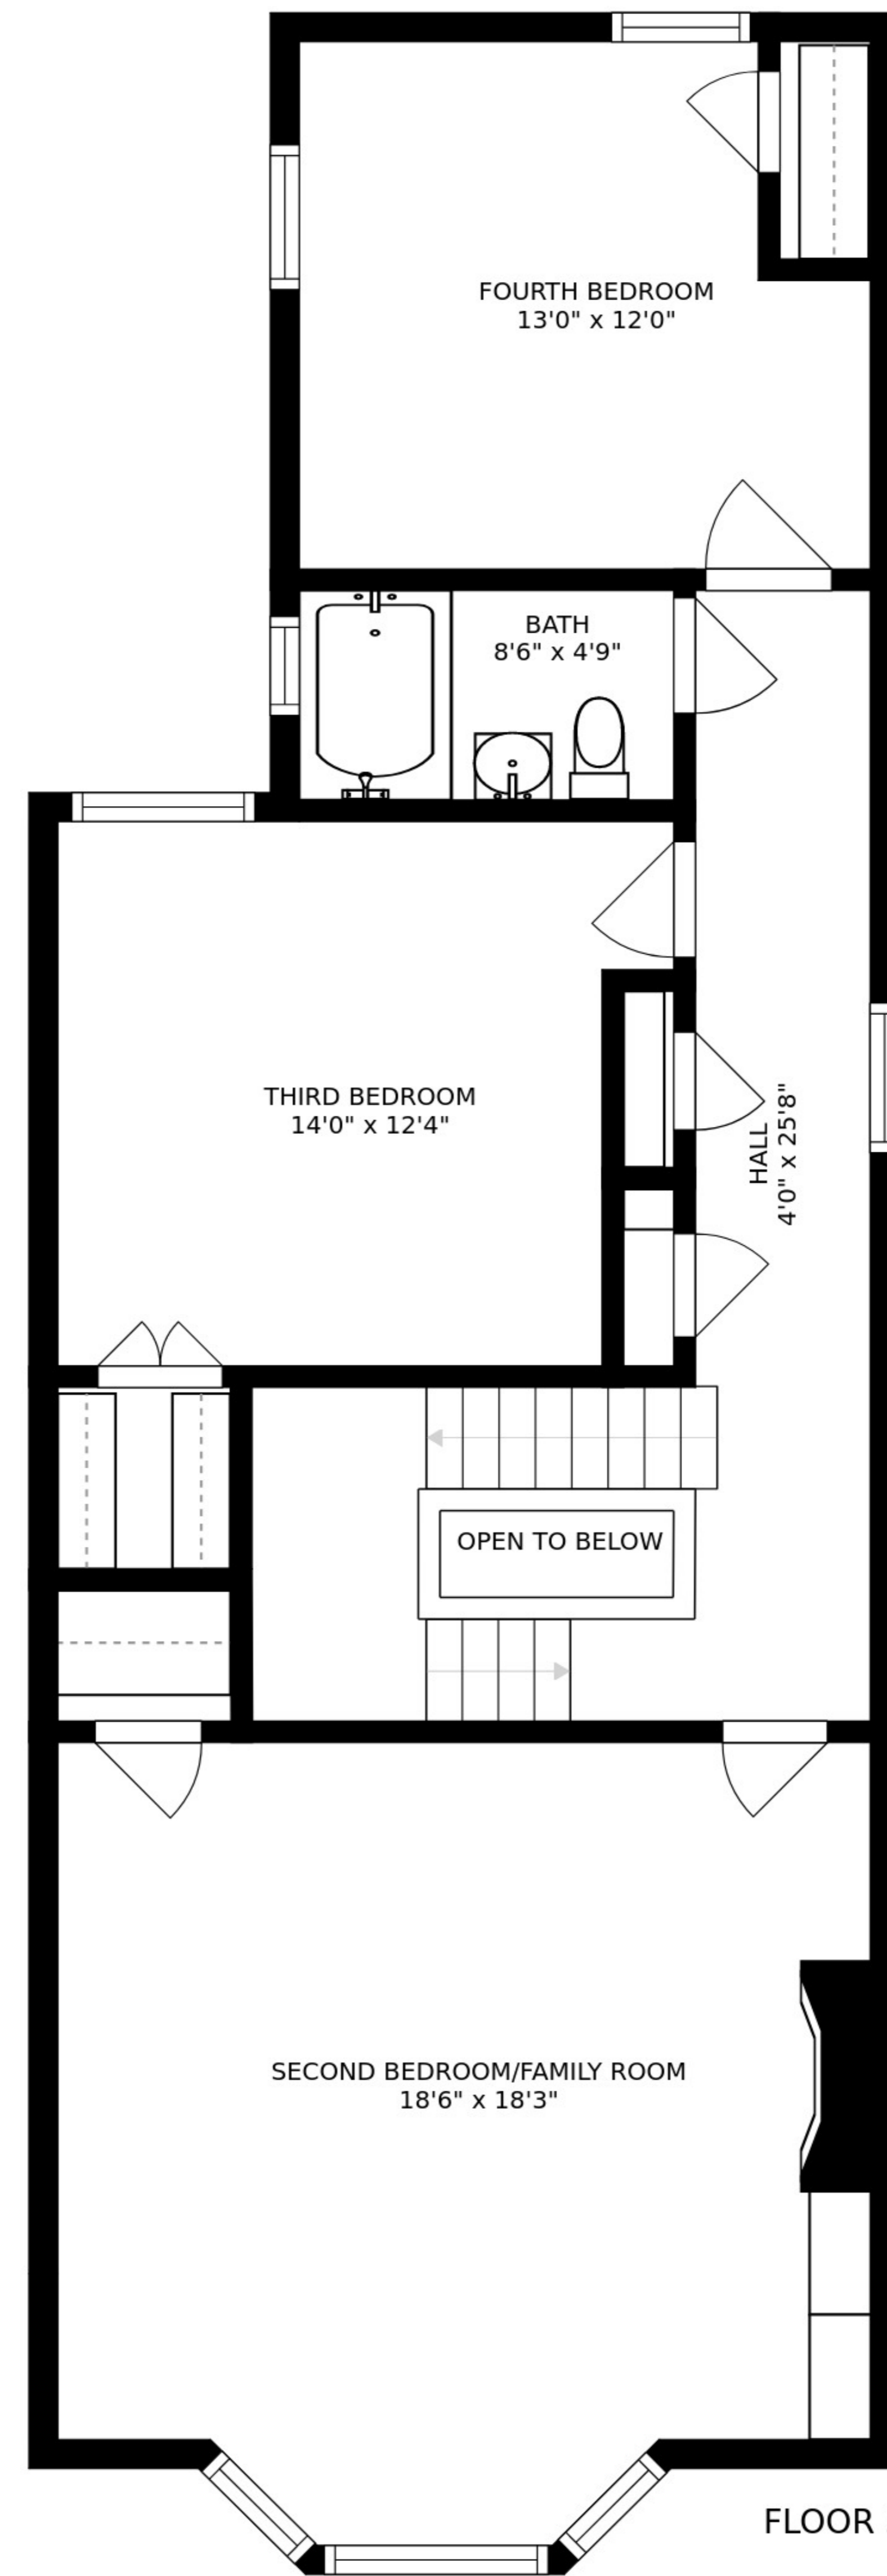 FOURTH BEDROOM
13'0" x 12'0"
BATH
8'6" x 4'9"
THIRD BEDROOM
14'0" x 12'4"
HALL
4'0" x 25'8"
OPEN TO BELOW
SECOND BEDROOM/FAMILY ROOM
18'6" x 18'3"
FLOOR